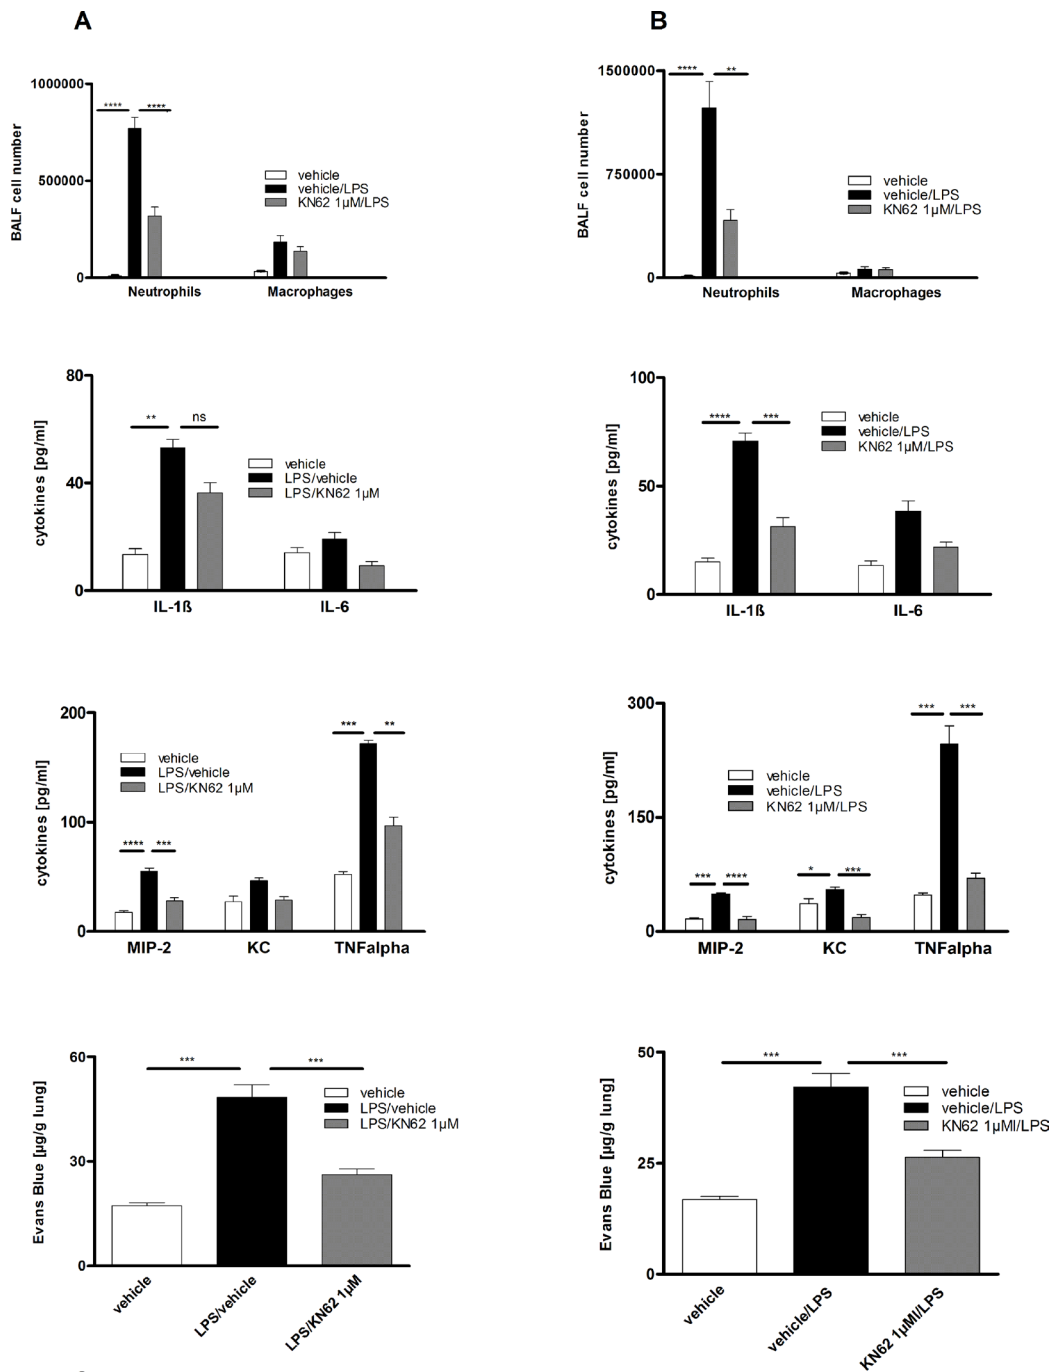 A
BALF cell number
1000000
500000
0
****
****
vehicle
vehicle/LPS
KN62 1µM/LPS
Neutrophils
Macrophages
B
BALF cell number
1500000
750000
0
****
**
vehicle
vehicle/LPS
KN62 1µM/LPS
Neutrophils
Macrophages
cytokines [pg/ml]
80
40
0
**
ns
vehicle
LPS/vehicle
LPS/KN62 1µM
IL-1ß
IL-6
cytokines [pg/ml]
100
50
0
****
***
vehicle
vehicle/LPS
KN62 1µM/LPS
IL-1ß
IL-6
cytokines [pg/ml]
200
100
0
vehicle
LPS/vehicle
LPS/KN62 1µM
****
***
***
**
MIP-2
KC
TNFalpha
cytokines [pg/ml]
300
150
0
vehicle
vehicle/LPS
KN62 1µM/LPS
***
****
*
***
***
***
MIP-2
KC
TNFalpha
Evans Blue [µg/g lung]
60
30
0
***
***
vehicle
LPS/vehicle
LPS/KN62 1µM
vehicle
LPS/vehicle
LPS/KN62 1µM
Evans Blue [µg/g lung]
50
25
0
***
***
vehicle
vehicle/LPS
KN62 1µMl/LPS
vehicle
vehicle/LPS
KN62 1µMl/LPS